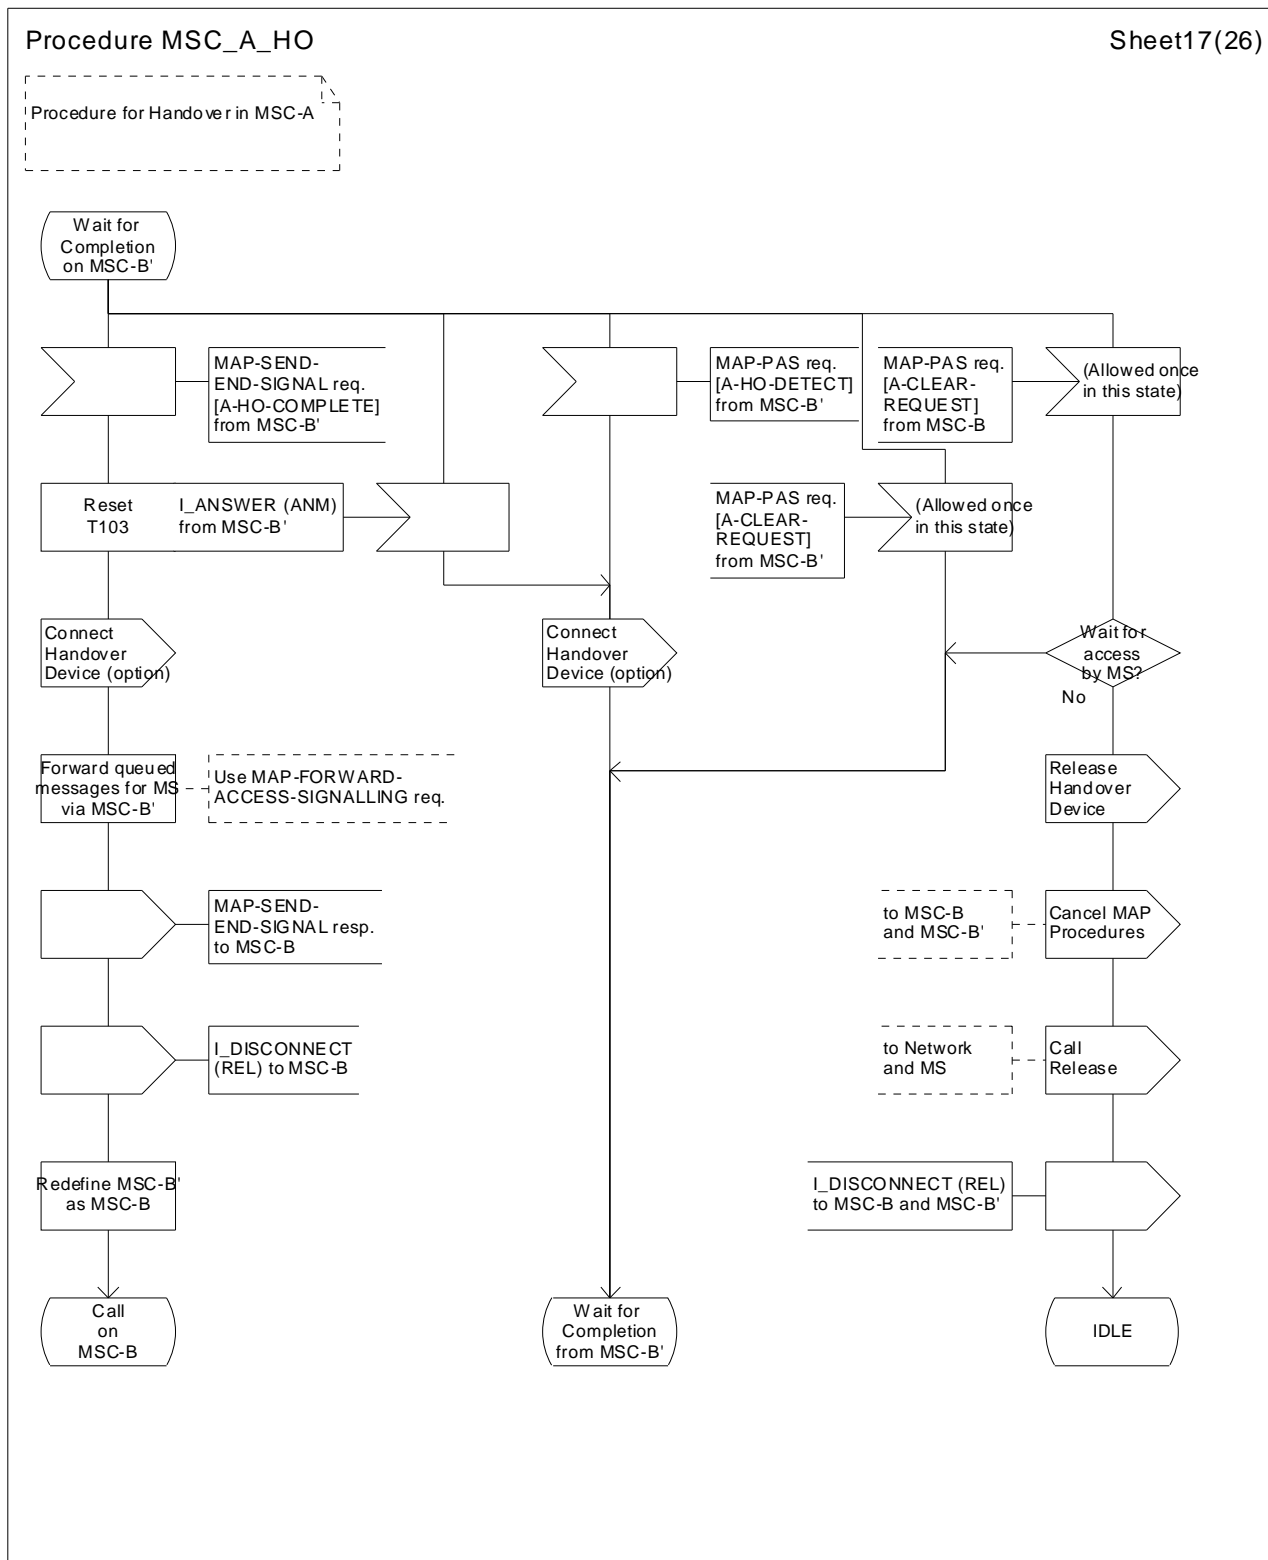 Procedure MSC_A_HO
Sheet17(26)
Procedure for Handover in MSC-A
Wait for
Completion
on MSC-B'
MAP-SEND-
END-SIGNAL req.
[A-HO-COMPLETE]
from MSC-B'
MAP-PAS req.
[A-HO-DETECT]
from MSC-B'
MAP-PAS req.
[A-CLEAR-
REQUEST]
from MSC-B
(Allowed once
in this state)
Reset
T103
I_ANSWER (ANM)
from MSC-B'
MAP-PAS req.
[A-CLEAR-
REQUEST]
from MSC-B'
(Allowed once
in this state)
Connect
Handover
Device (option)
Connect
Handover
Device (option)
Wait for
access
by MS?
No
Forward queued
messages for MS
via MSC-B'
Use MAP-FORWARD-
ACCESS-SIGNALLING req.
Release
Handover
Device
MAP-SEND-
END-SIGNAL resp.
to MSC-B
to MSC-B
and MSC-B'
Cancel MAP
Procedures
I_DISCONNECT
(REL) to MSC-B
to Network
and MS
Call
Release
Redefine MSC-B'
as MSC-B
I_DISCONNECT (REL)
to MSC-B and MSC-B'
Call
on
MSC-B
Wait for
Completion
from MSC-B'
IDLE